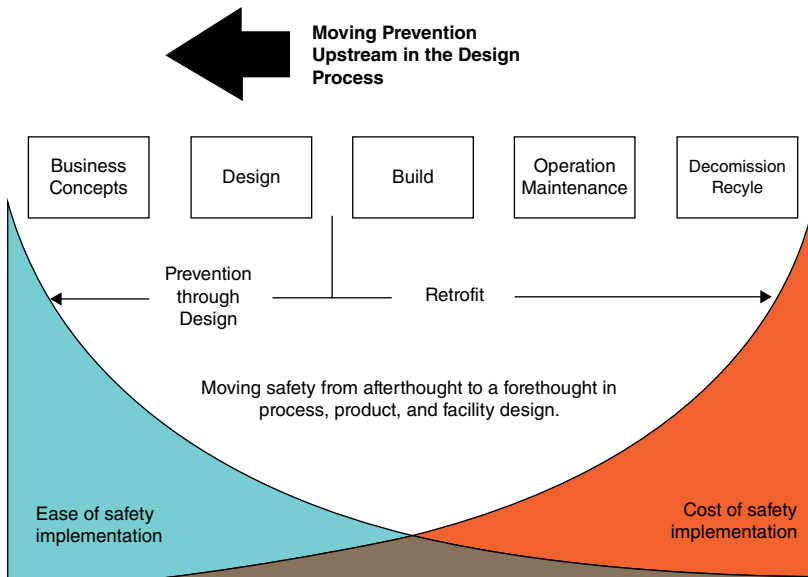 Moving Prevention
Upstream in the Design
Process
Business
Concepts
Design
Build
Operation
Maintenance
Decomission
Recyle
Prevention
through
Design
Retrofit
Moving safety from afterthought to a forethought in
process, product, and facility design.
Ease of safety
implementation
Cost of safety
implementation